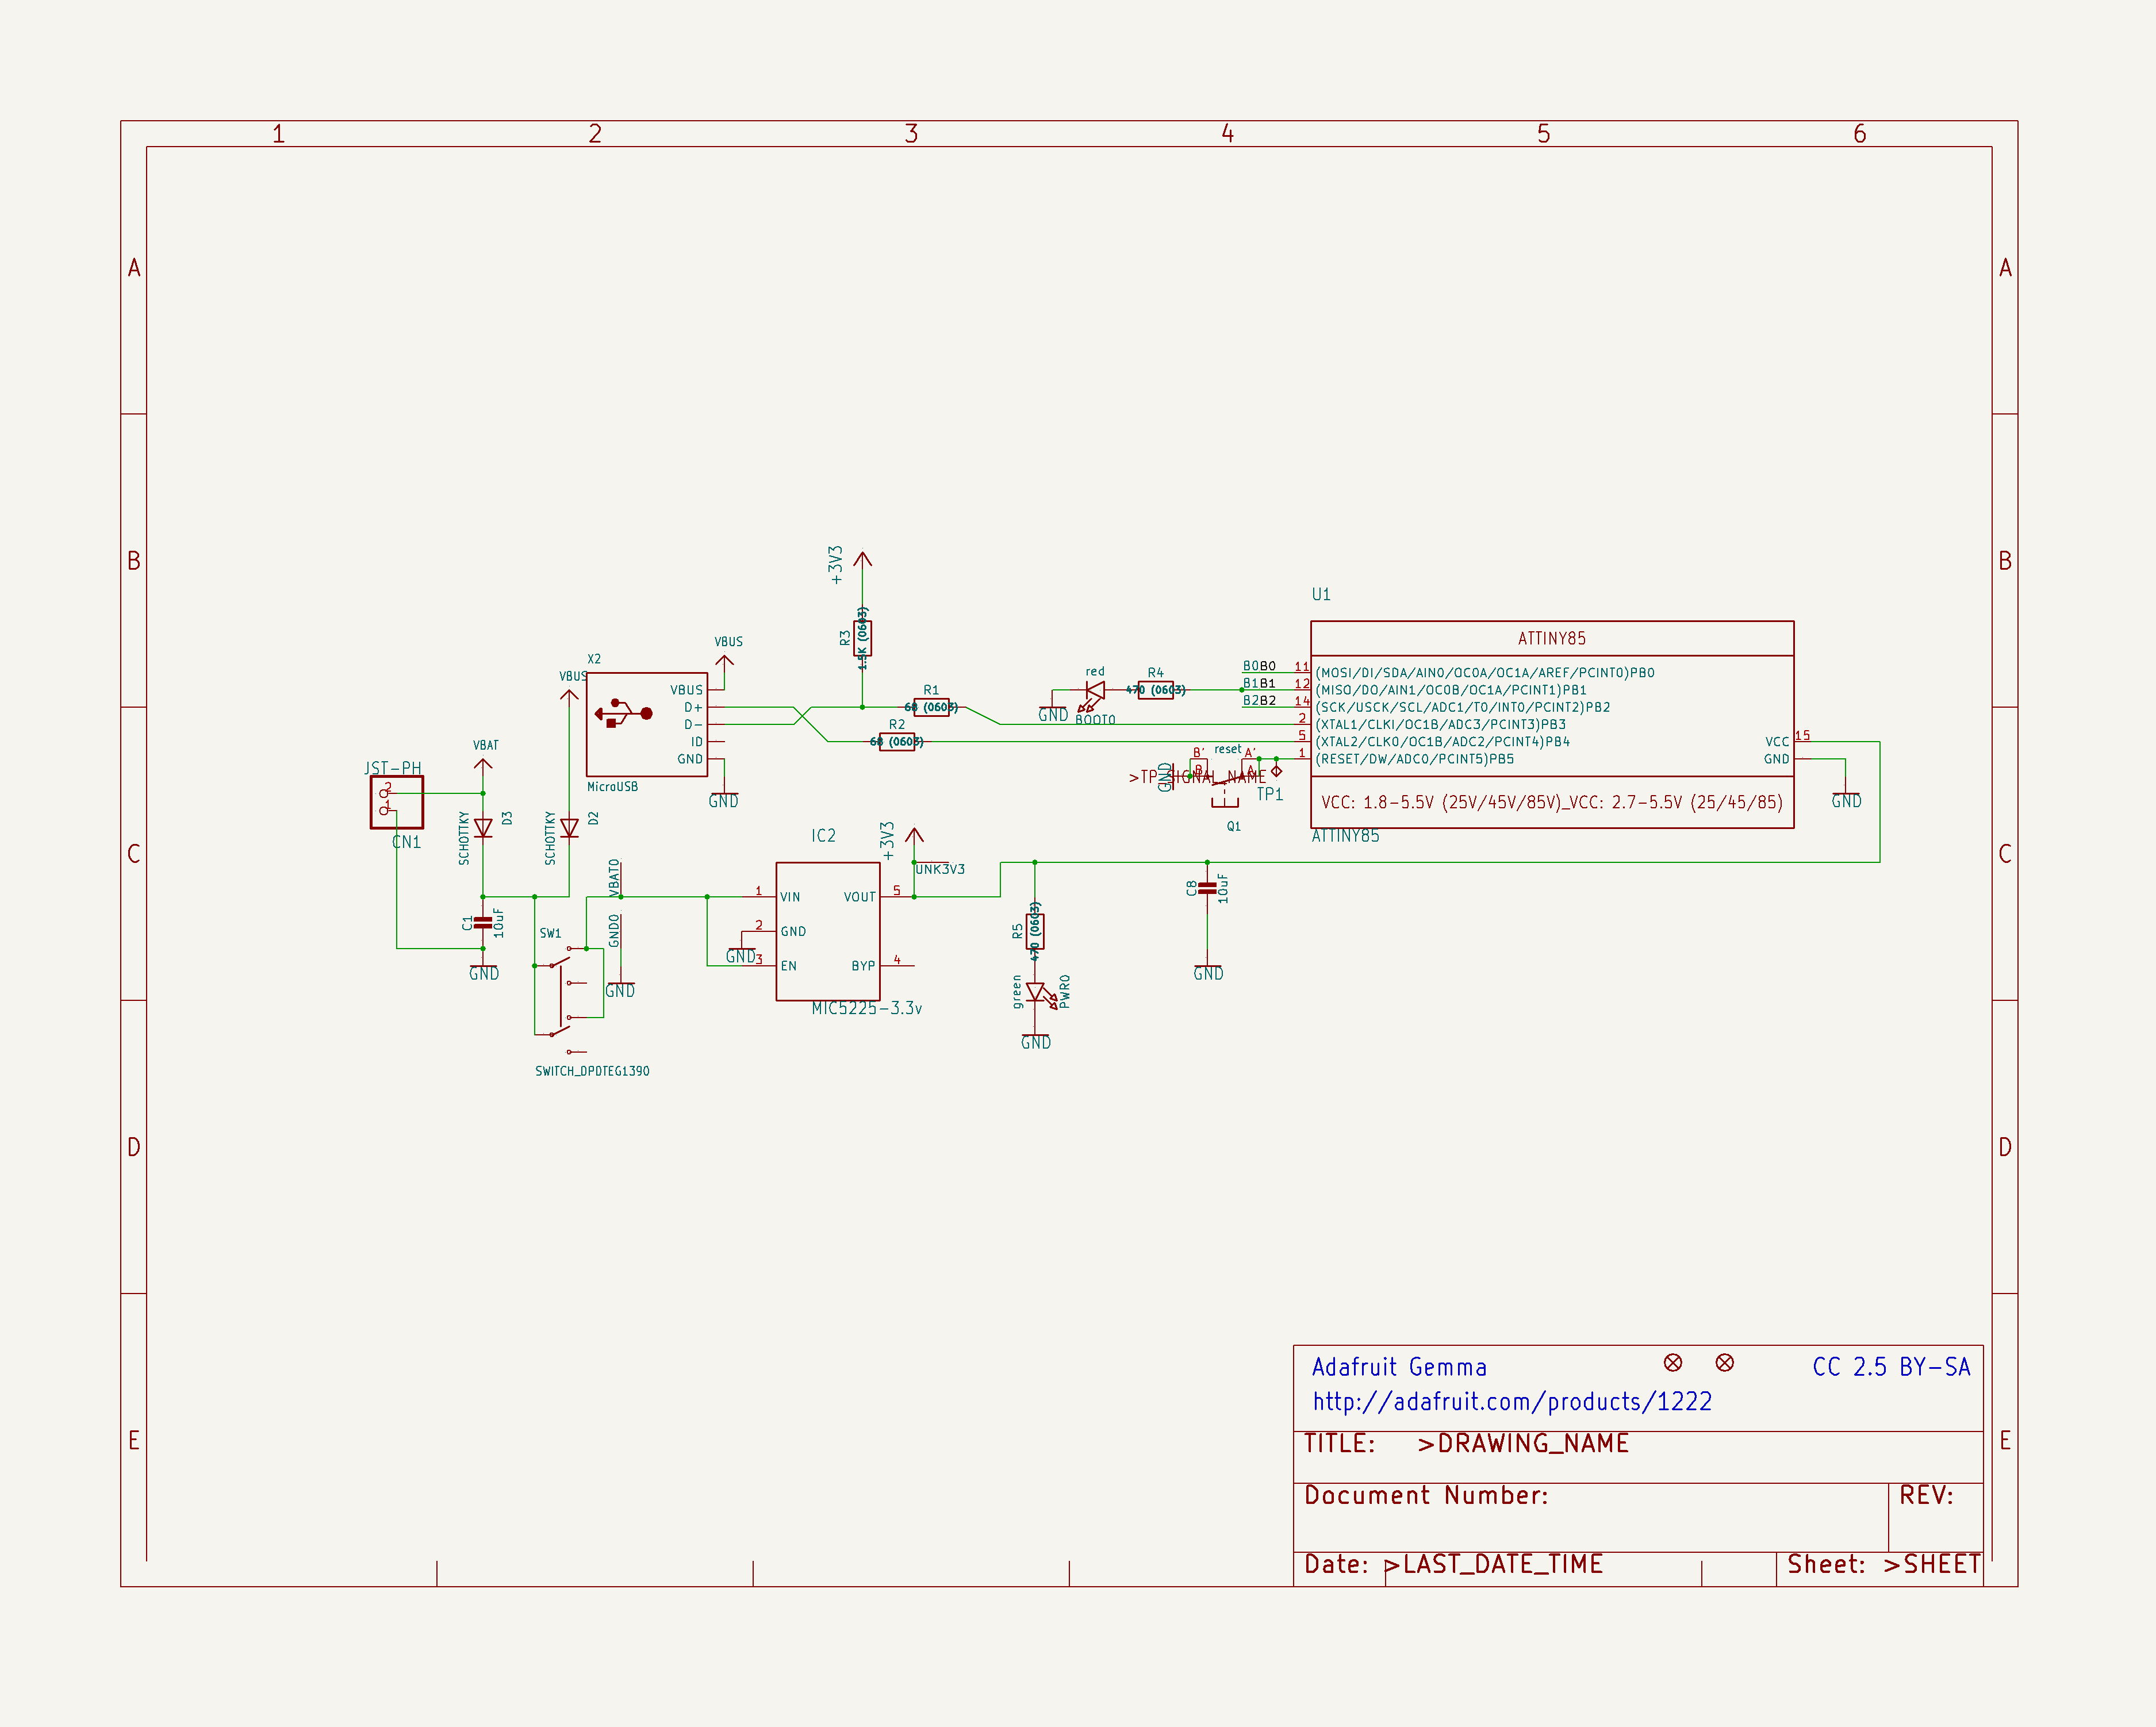 1 2 3 4 5 6
A A
B B
+3V3
R3
1.5K (0603)
U1
ATTINY85
X2
VBUS
VBUS
VBUS
D+
D-
ID
GND
MicroUSB
GND
R1
68 (0603)
R2
68 (0603)
red
BOOT0
GND
R4
470 (0603)
B0 B0 11 (MOSI/DI/SDA/AIN0/OC0A/OC1A/AREF/PCINT0)PB0
B1 B1 12 (MISO/DO/AIN1/OC0B/OC1A/PCINT1)PB1
B2 B2 14 (SCK/USCK/SCL/ADC1/T0/INT0/PCINT2)PB2
2 (XTAL1/CLKI/OC1B/ADC3/PCINT3)PB3
5 (XTAL2/CLKO/OC1B/ADC2/PCINT4)PB4
1 (RESET/DW/ADC0/PCINT5)PB5
VCC 15
GND
GND
VCC: 1.8-5.5V (25V/45V/85V)_VCC: 2.7-5.5V (25/45/85)
ATTINY85
B' reset A'
B A
GND
>TP_SIGNAL_NAME
TP1
Q1
VBAT
JST-PH
2
1
CN1
SCHOTTKY
D3
SCHOTTKY
D2
C C
IC2
+3V3
UNK3V3
VBAT0
GND0
GND
1 VIN
2 GND
3 EN
VOUT 5
BYP 4
GND
MIC5225-3.3v
C1
10uF
GND
SW1
SWITCH_DPDTEG1390
R5
470 (0603)
green
PWR0
GND
C8
10uF
GND
D D
E E
Adafruit Gemma
CC 2.5 BY-SA
http://adafruit.com/products/1222
TITLE: >DRAWING_NAME
Document Number:
REV:
Date: >LAST_DATE_TIME
Sheet: >SHEET